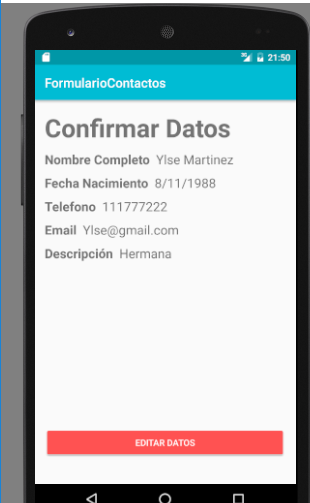 21:50
FormularioContactos
Confirmar Datos
Nombre Completo Ylse Martinez
Fecha Nacimiento 8/11/1988
Telefono 111777222
Email Ylse@gmail.com
Descripción Hermana
EDITAR DATOS